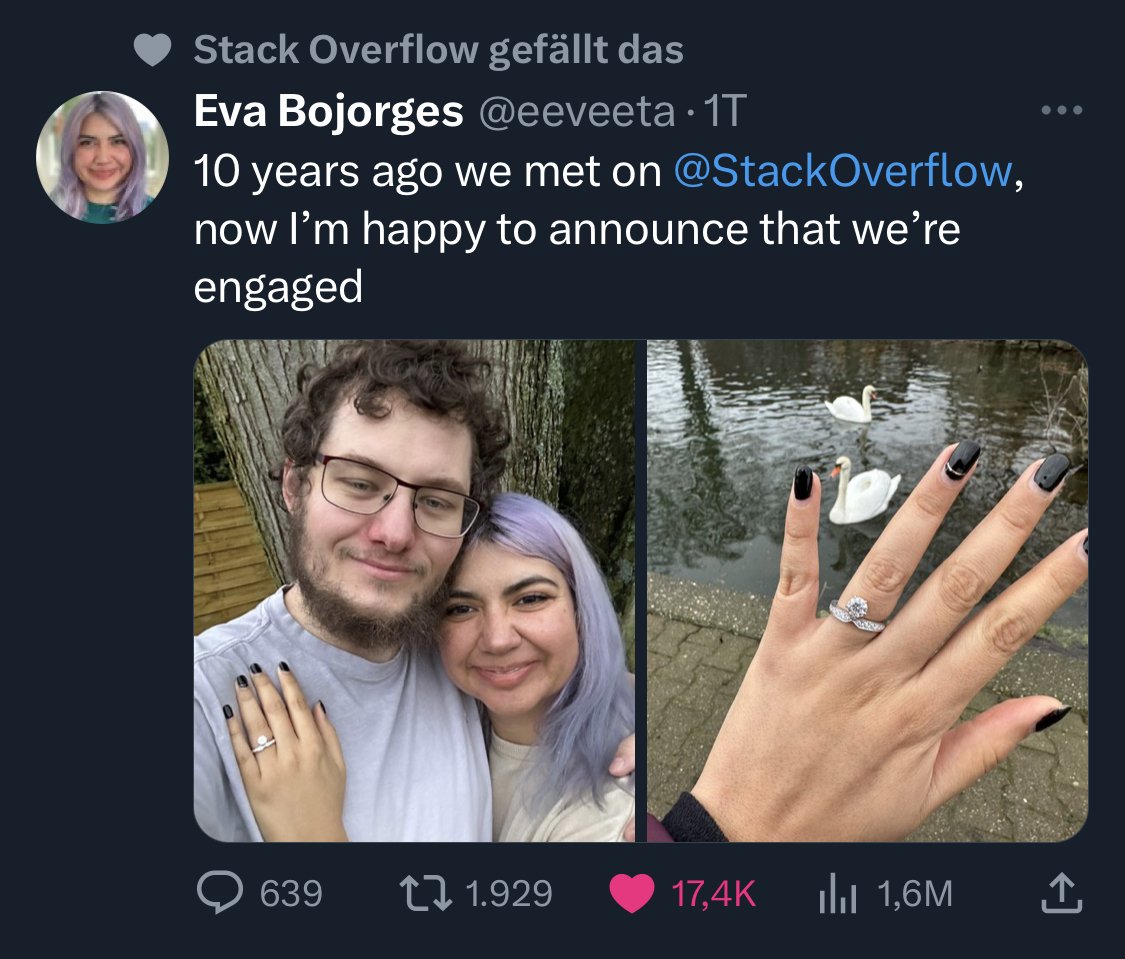 Stack Overflow gefällt das
Eva Bojorges @eeveeta · 1T
10 years ago we met on @StackOverflow,
now I’m happy to announce that we’re
engaged
639 1.929 17,4K 1,6M